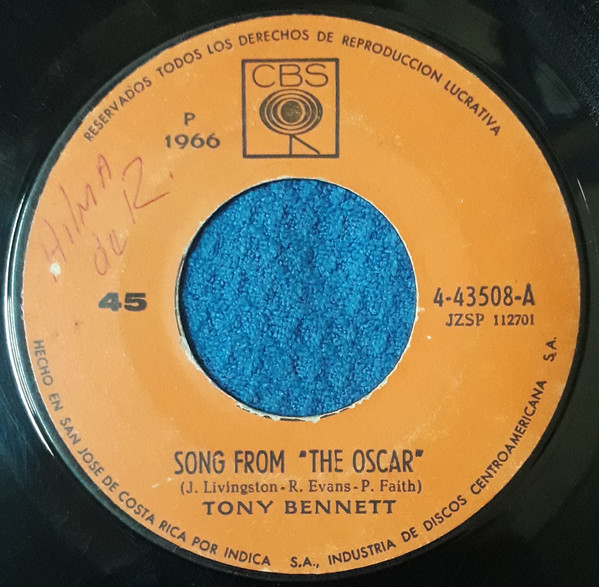 RESERVADOS TODOS LOS DERECHOS DE REPRODUCCION LUCRATIVA
CBS
P
1966
Hilma
de R.
45
4-43508-A
JZSP 112701
SONG FROM "THE OSCAR"
(J. Livingston - R. Evans - P. Faith)
TONY BENNETT
HECHO EN SAN JOSE DE COSTA RICA POR INDICA S.A., INDUSTRIA DE DISCOS CENTROAMERICANA S.A.